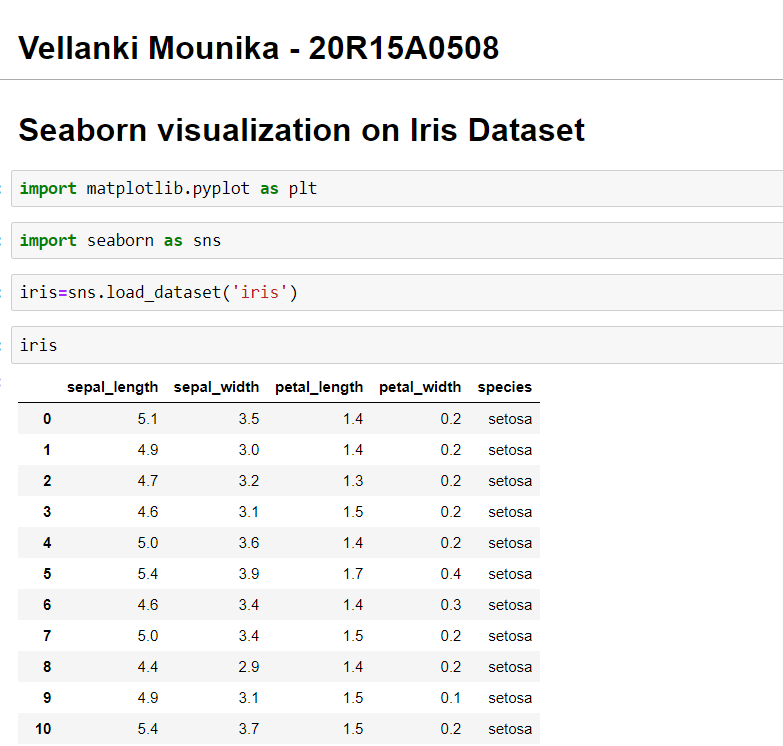 Vellanki Mounika - 20R15A0508
Seaborn visualization on Iris Dataset
import matplotlib.pyplot as plt
import seaborn as sns
iris=sns.load_dataset('iris')
iris
sepal_length sepal_width petal_length petal_width species
0 5.1 3.5 1.4 0.2 setosa
1 4.9 3.0 1.4 0.2 setosa
2 4.7 3.2 1.3 0.2 setosa
3 4.6 3.1 1.5 0.2 setosa
4 5.0 3.6 1.4 0.2 setosa
5 5.4 3.9 1.7 0.4 setosa
6 4.6 3.4 1.4 0.3 setosa
7 5.0 3.4 1.5 0.2 setosa
8 4.4 2.9 1.4 0.2 setosa
9 4.9 3.1 1.5 0.1 setosa
10 5.4 3.7 1.5 0.2 setosa